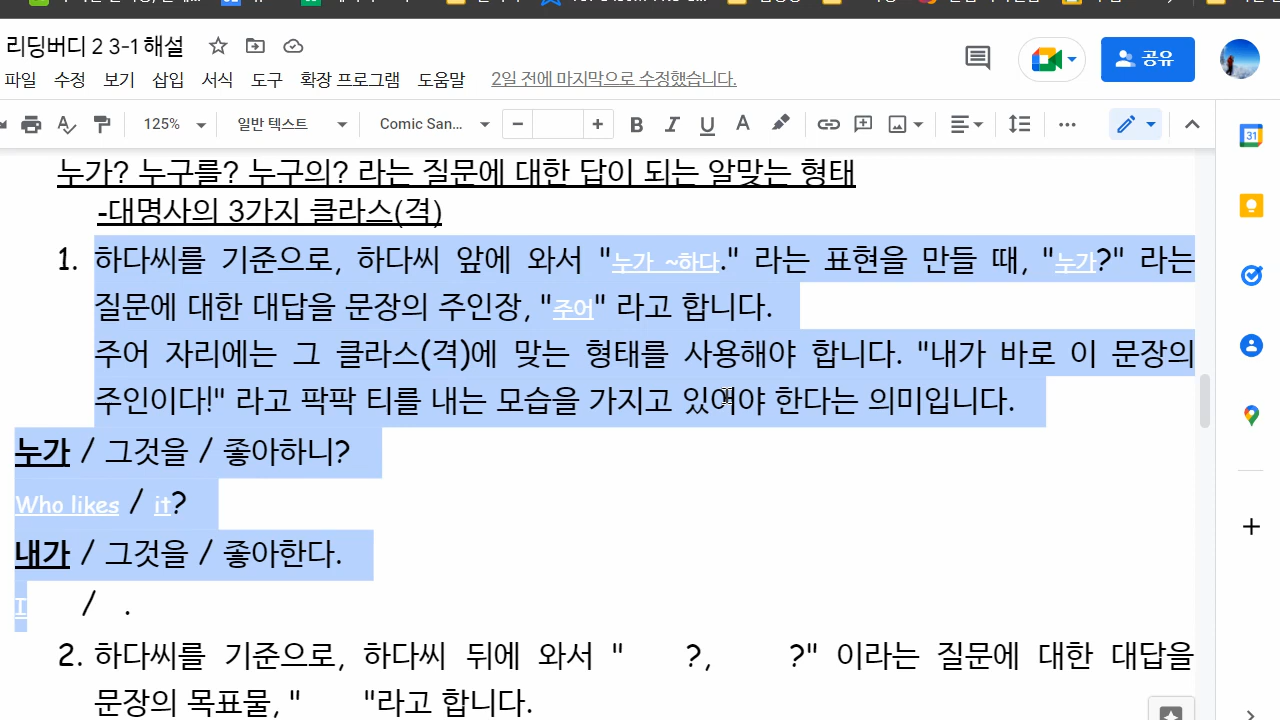 리딩버디 2 3-1 해설
파일 수정 보기 삽입 서식 도구 확장 프로그램 도움말 2일 전에 마지막으로 수정했습니다.
공유
125% 일반 텍스트 Comic San... − + B I U A
누가? 누구를? 누구의? 라는 질문에 대한 답이 되는 알맞는 형태
-대명사의 3가지 클라스(격)
1. 하다씨를 기준으로, 하다씨 앞에 와서 "누가 ~하다." 라는 표현을 만들 때, "누가?" 라는
질문에 대한 대답을 문장의 주인장, "주어" 라고 합니다.
주어 자리에는 그 클라스(격)에 맞는 형태를 사용해야 합니다. "내가 바로 이 문장의
주인이다!" 라고 팍팍 티를 내는 모습을 가지고 있어야 한다는 의미입니다.
누가 / 그것을 / 좋아하니?
Who likes / it?
내가 / 그것을 / 좋아한다.
I / .
2. 하다씨를 기준으로, 하다씨 뒤에 와서 " ?, ?" 이라는 질문에 대한 대답을
문장의 목표물, " "라고 합니다.